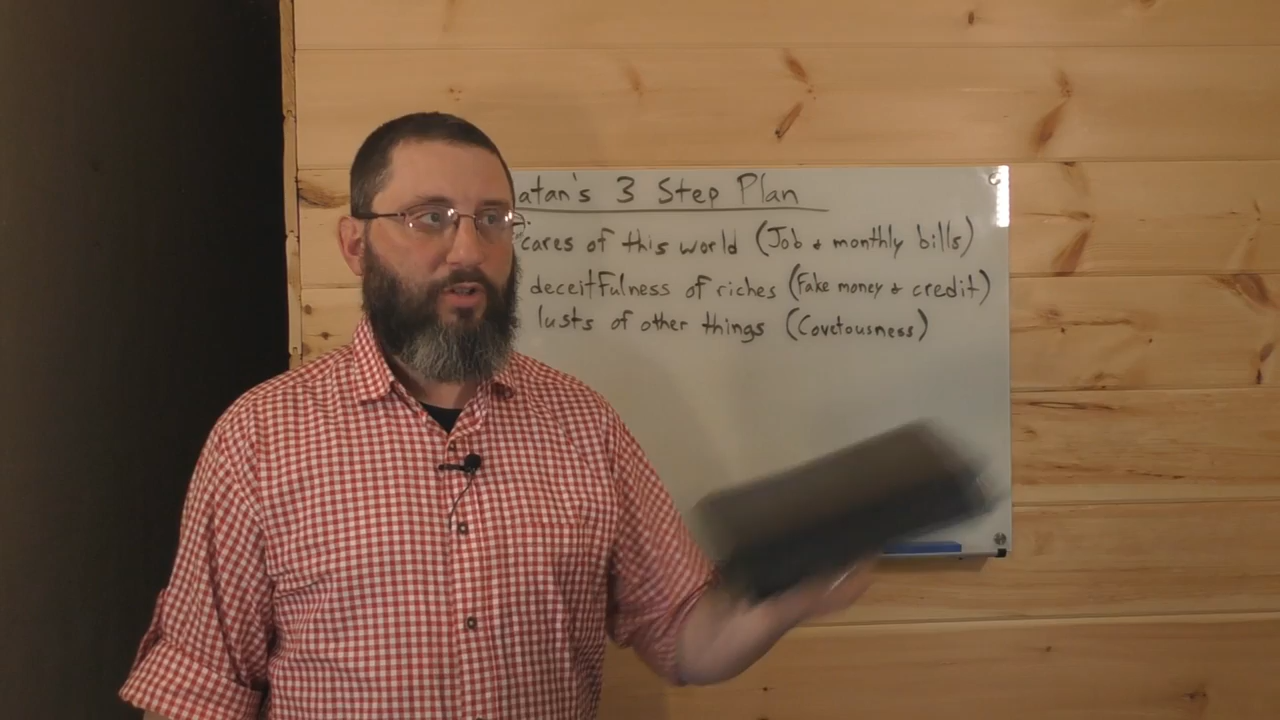 atan's 3 Step Plan
cares of this world (Job & monthly bills)
deceitfulness of riches (Fake money & credit)
lusts of other things (Covetousness)